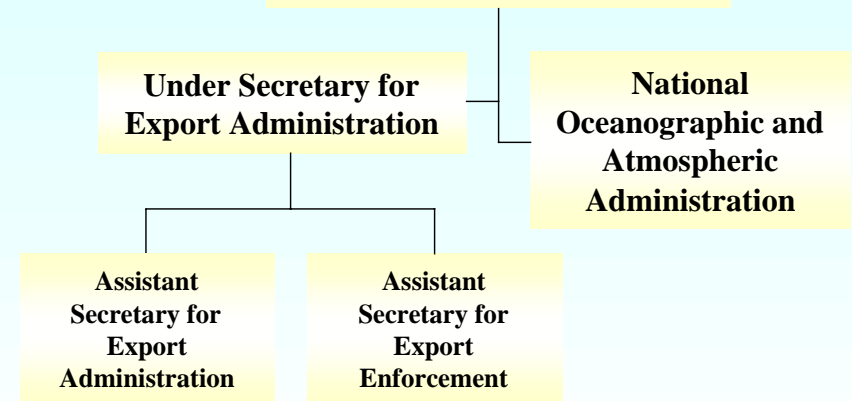 Under Secretary for
Export Administration
National
Oceanographic and
Atmospheric
Administration
Assistant
Secretary for
Export
Administration
Assistant
Secretary for
Export
Enforcement